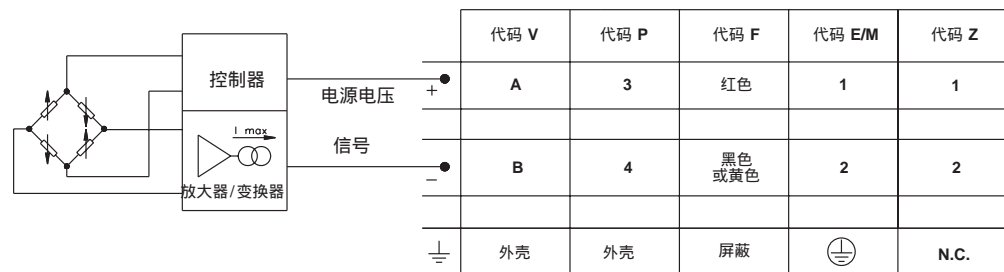 代码 V 代码 P 代码 F 代码 E/M 代码 Z
控制器
电源电压 + A 3 红色 1 1
I max
信号
放大器/变换器
− B 4 黑色 2 2
或黄色
外壳 外壳 屏蔽 N.C.